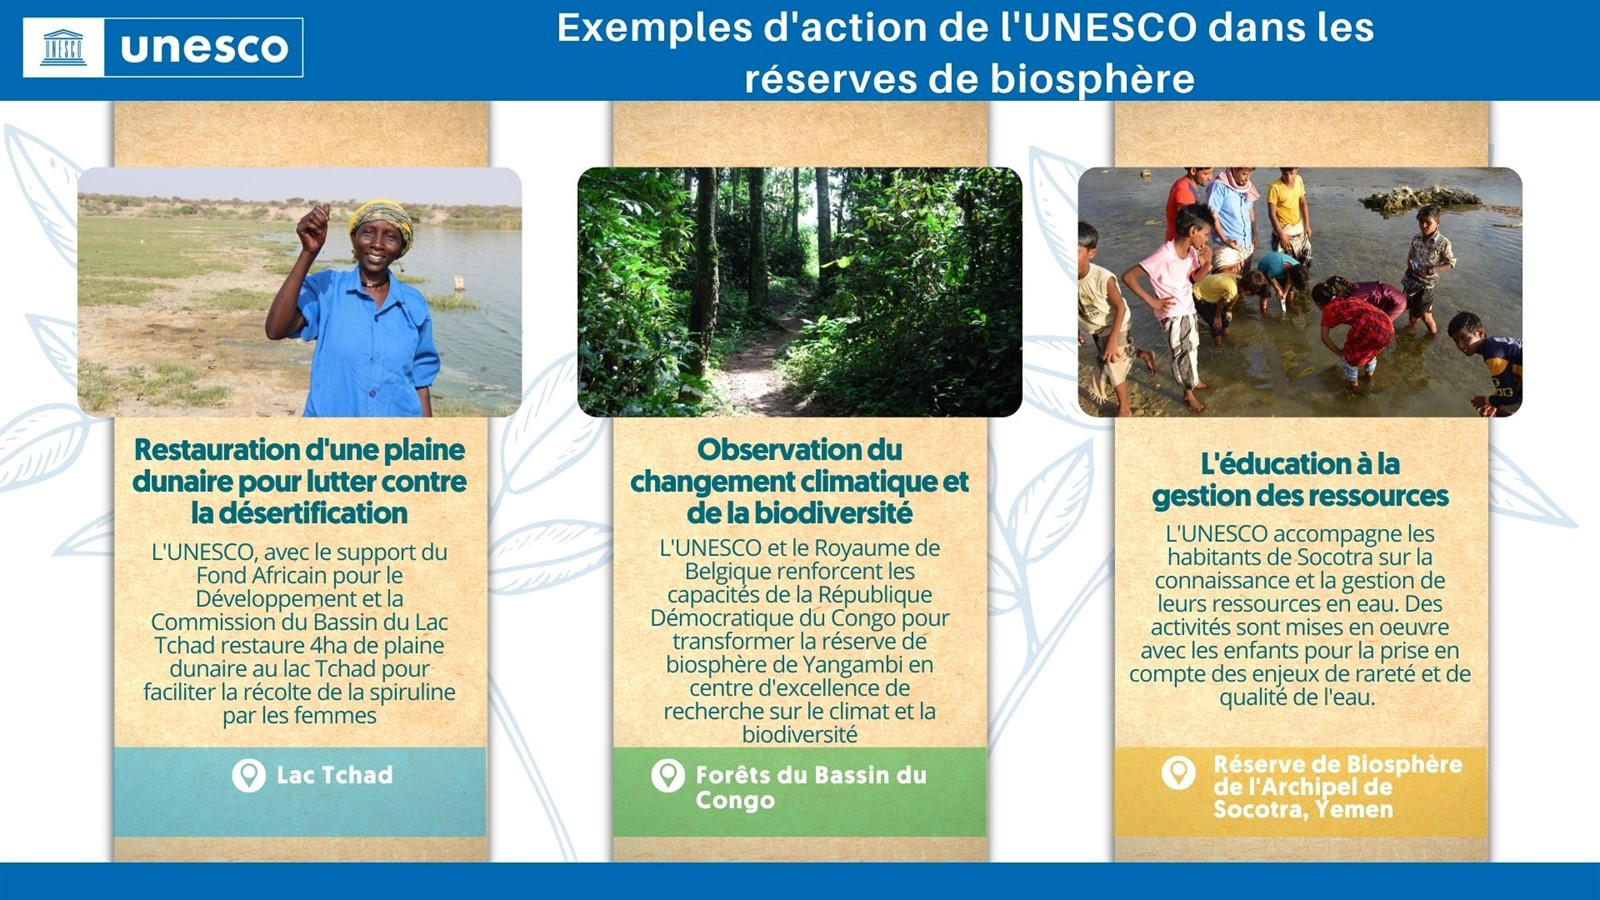 UNESCO
unesco
Exemples d'action de l'UNESCO dans les
réserves de biosphère
Restauration d'une plaine
dunaire pour lutter contre
la désertification
L'UNESCO, avec le support du
Fond Africain pour le
Développement et la
Commission du Bassin du Lac
Tchad restaure 4ha de plaine
dunaire au lac Tchad pour
faciliter la récolte de la spiruline
par les femmes
Lac Tchad
Observation du
changement climatique et
de la biodiversité
L'UNESCO et le Royaume de
Belgique renforcent les
capacités de la République
Démocratique du Congo pour
transformer la réserve de
biosphère de Yangambi en
centre d'excellence de
recherche sur le climat et la
biodiversité
Forêts du Bassin du
Congo
L'éducation à la
gestion des ressources
L'UNESCO accompagne les
habitants de Socotra sur la
connaissance et la gestion de
leurs ressources en eau. Des
activités sont mises en oeuvre
avec les enfants pour la prise en
compte des enjeux de rareté et de
qualité de l'eau.
Réserve de Biosphère
de l'Archipel de
Socotra, Yemen